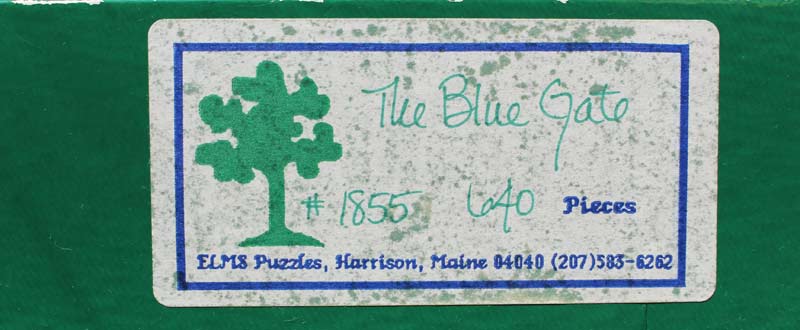 The Blue Gate
# 1855 640 Pieces
ELMS Puzzles, Harrison, Maine 04040 (207)583-6262